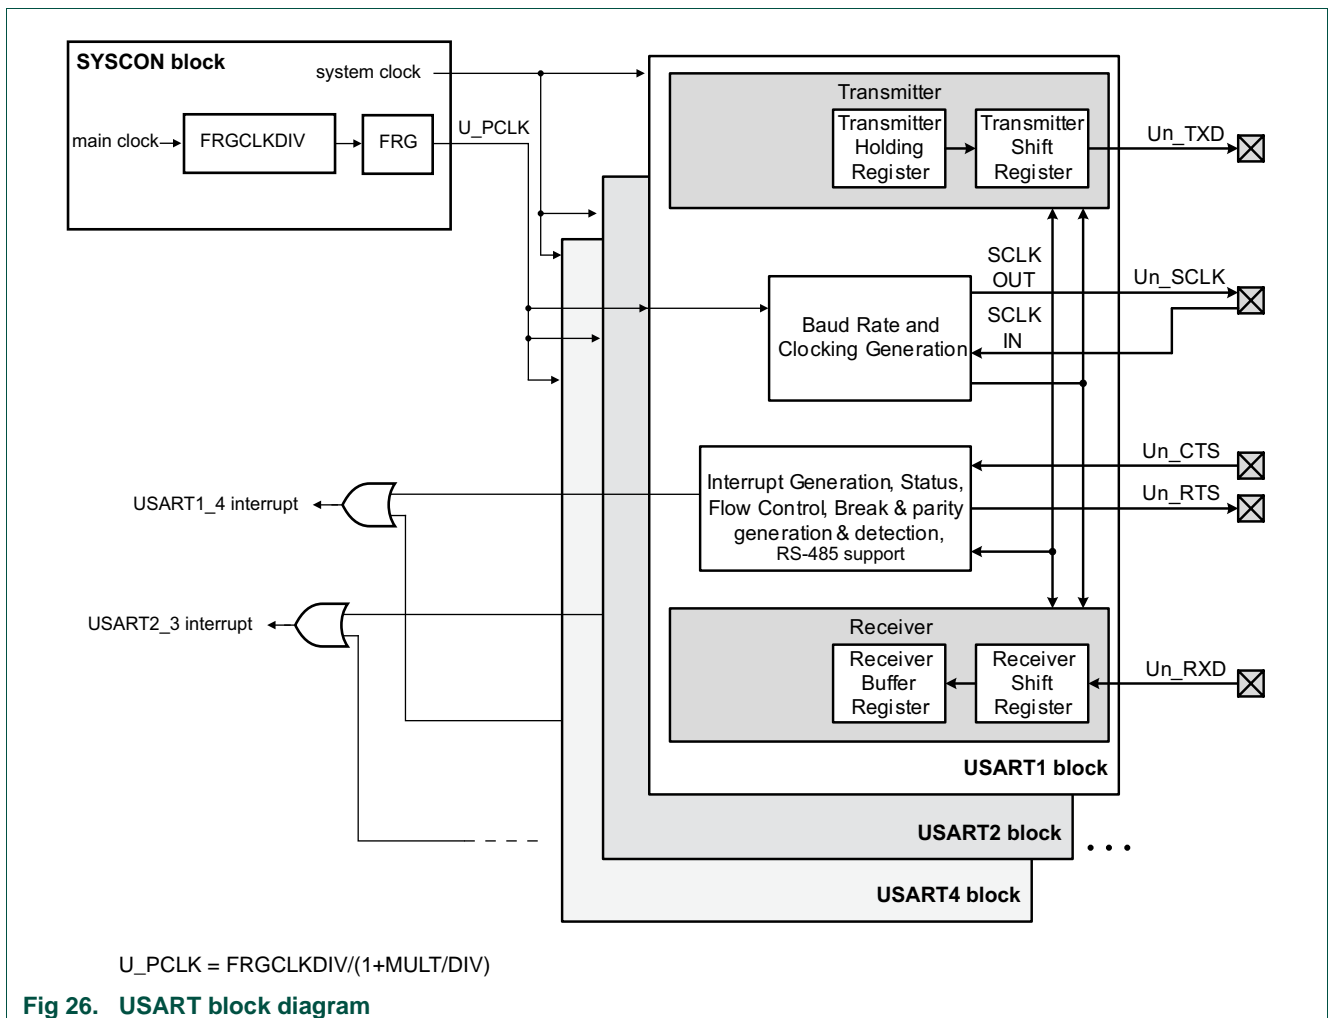 SYSCON block
system clock
main clock
FRGCLKDIV
FRG
U_PCLK
Transmitter
Transmitter
Holding
Register
Transmitter
Shift
Register
Un_TXD
SCLK
OUT
Un_SCLK
Baud Rate and
Clocking Generation
SCLK
IN
Un_CTS
Interrupt Generation, Status,
Flow Control, Break & parity
generation & detection,
RS-485 support
Un_RTS
USART1_4 interrupt
USART2_3 interrupt
Receiver
Receiver
Buffer
Register
Receiver
Shift
Register
Un_RXD
USART1 block
USART2 block
. . .
USART4 block
U_PCLK = FRGCLKDIV/(1+MULT/DIV)
Fig 26. USART block diagram